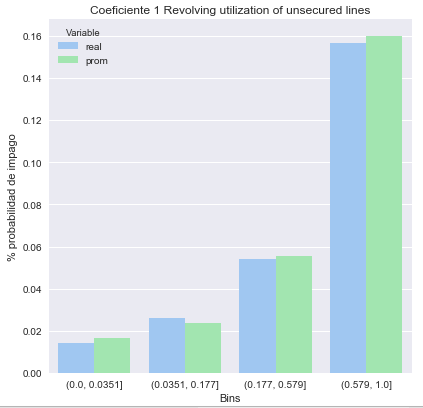 Coeficiente 1 Revolving utilization of unsecured lines
Variable
real
prom
% probabilidad de impago
0.16
0.14
0.12
0.10
0.08
0.06
0.04
0.02
0.00
(0.0, 0.0351]
(0.0351, 0.177]
(0.177, 0.579]
(0.579, 1.0]
Bins